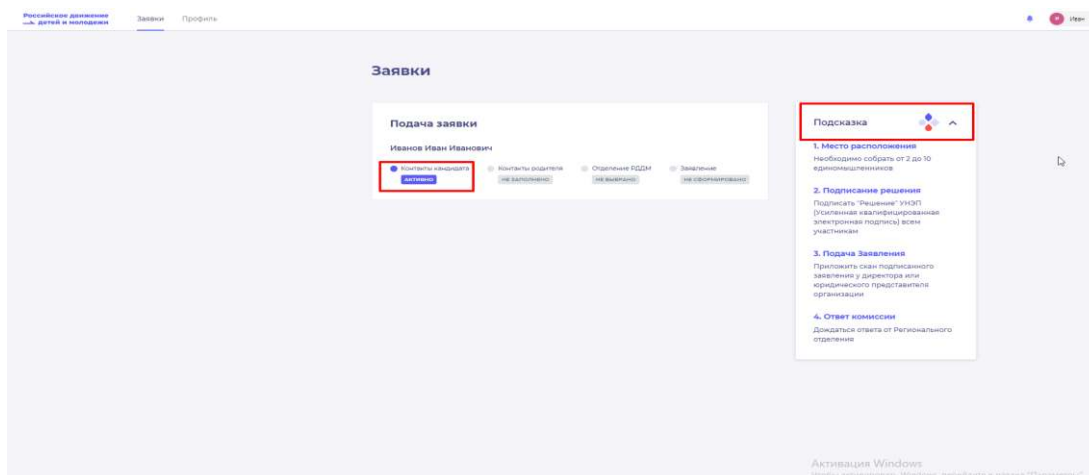 Российское движение
детей и молодежи
Заявки
Профиль
И
Иван
Заявки
Подача заявки
Иванов Иван Иванович
Контакты кандидата
АКТИВНО
Контакты родителя
НЕ ЗАПОЛНЕНО
Отделение РДДМ
НЕ ВЫБРАНО
Заявление
НЕ СФОРМИРОВАНО
Подсказка
1. Место расположения
Необходимо собрать от 2 до 10
единомышленников
2. Подписание решения
Подписать "Решение" УНЭП
(Усиленная квалифицированная
электронная подпись) всем
участникам
3. Подача Заявления
Приложить скан подписанного
заявления у директора или
юридического представителя
организации
4. Ответ комиссии
Дождаться ответа от Регионального
отделения
Активация Windows